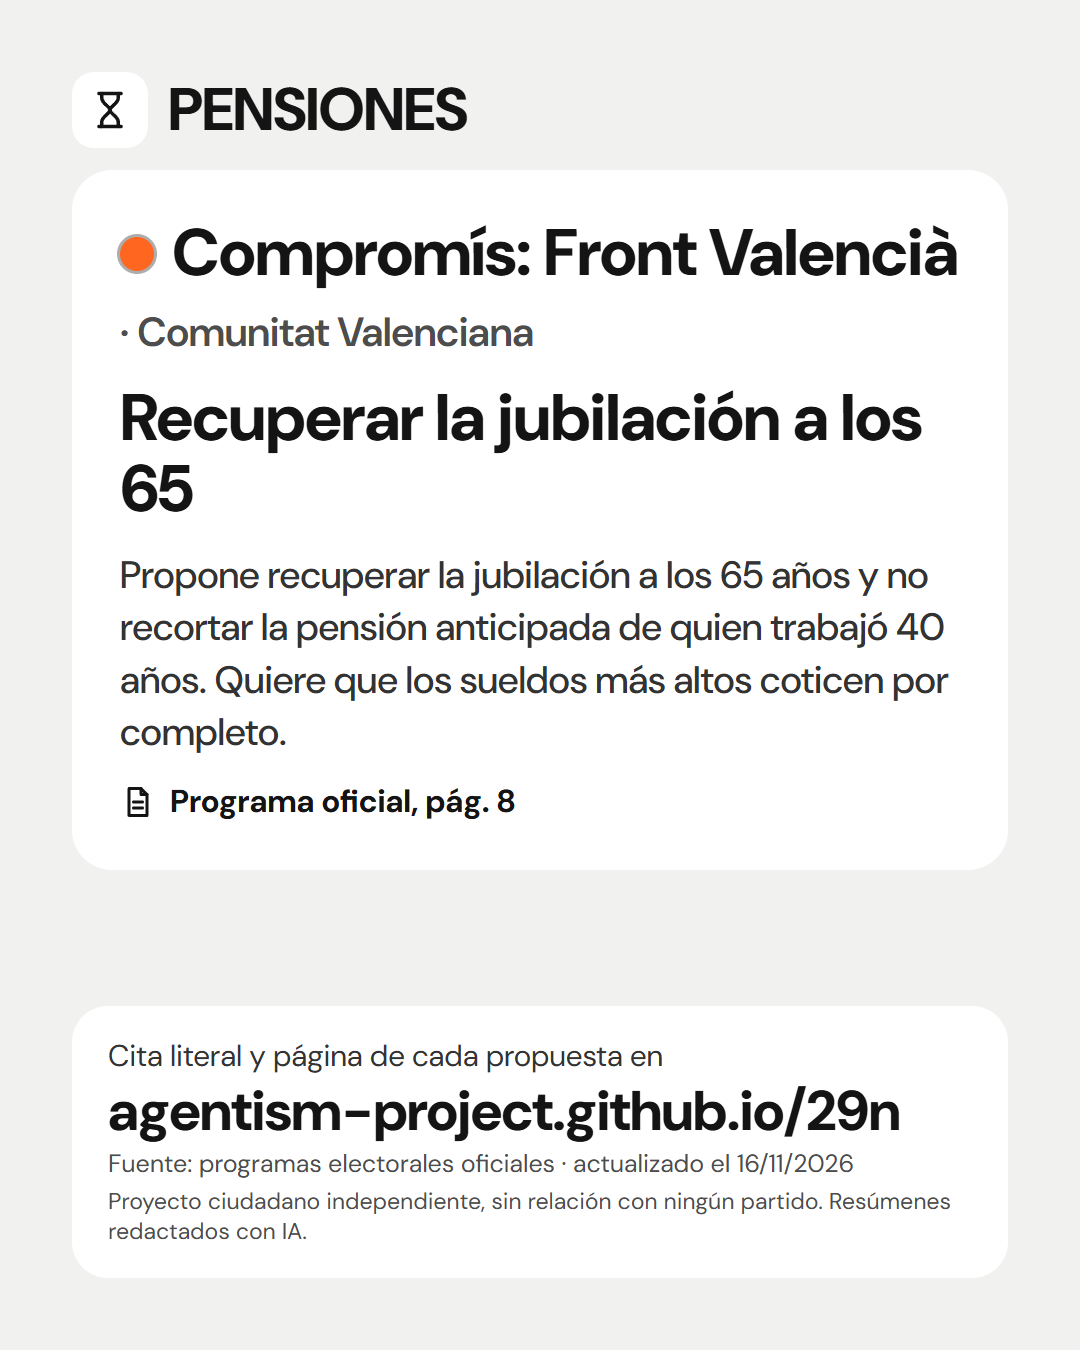 PENSIONES
Compromís: Front Valencià
· Comunitat Valenciana
Recuperar la jubilación a los
65
Propone recuperar la jubilación a los 65 años y no
recortar la pensión anticipada de quien trabajó 40
años. Quiere que los sueldos más altos coticen por
completo.
Programa oficial, pág. 8
Cita literal y página de cada propuesta en
agentism-project.github.io/29n
Fuente: programas electorales oficiales · actualizado el 16/11/2026
Proyecto ciudadano independiente, sin relación con ningún partido. Resúmenes
redactados con IA.